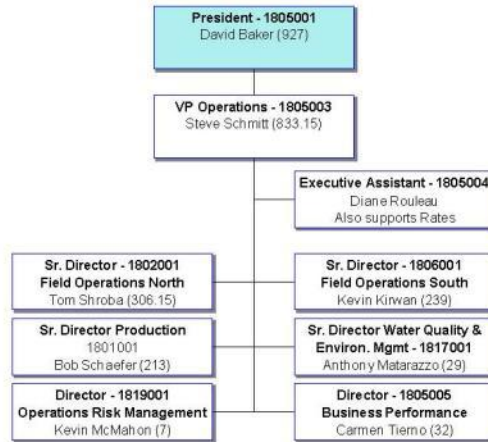 President - 1805001
David Baker (927)
VP Operations - 1805003
Steve Schmitt (833.15)
Executive Assistant - 1805004
Diane Rouleau
Also supports Rates
Sr. Director - 1802001
Field Operations North
Tom Shroba (306.15)
Sr. Director - 1806001
Field Operations South
Kevin Kirwan (239)
Sr. Director Production
1801001
Bob Schaefer (213)
Sr. Director Water Quality &
Environ. Mgmt - 1817001
Anthony Matarazzo (29)
Director - 1819001
Operations Risk Management
Kevin McMahon (7)
Director - 1805005
Business Performance
Carmen Tierno (32)